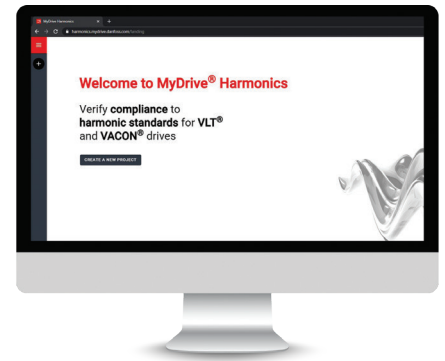 MyDrive Harmonics
harmonics.mydrive.danfoss.com/landing
Welcome to MyDrive® Harmonics
Verify compliance to
harmonic standards for VLT®
and VACON® drives
CREATE A NEW PROJECT